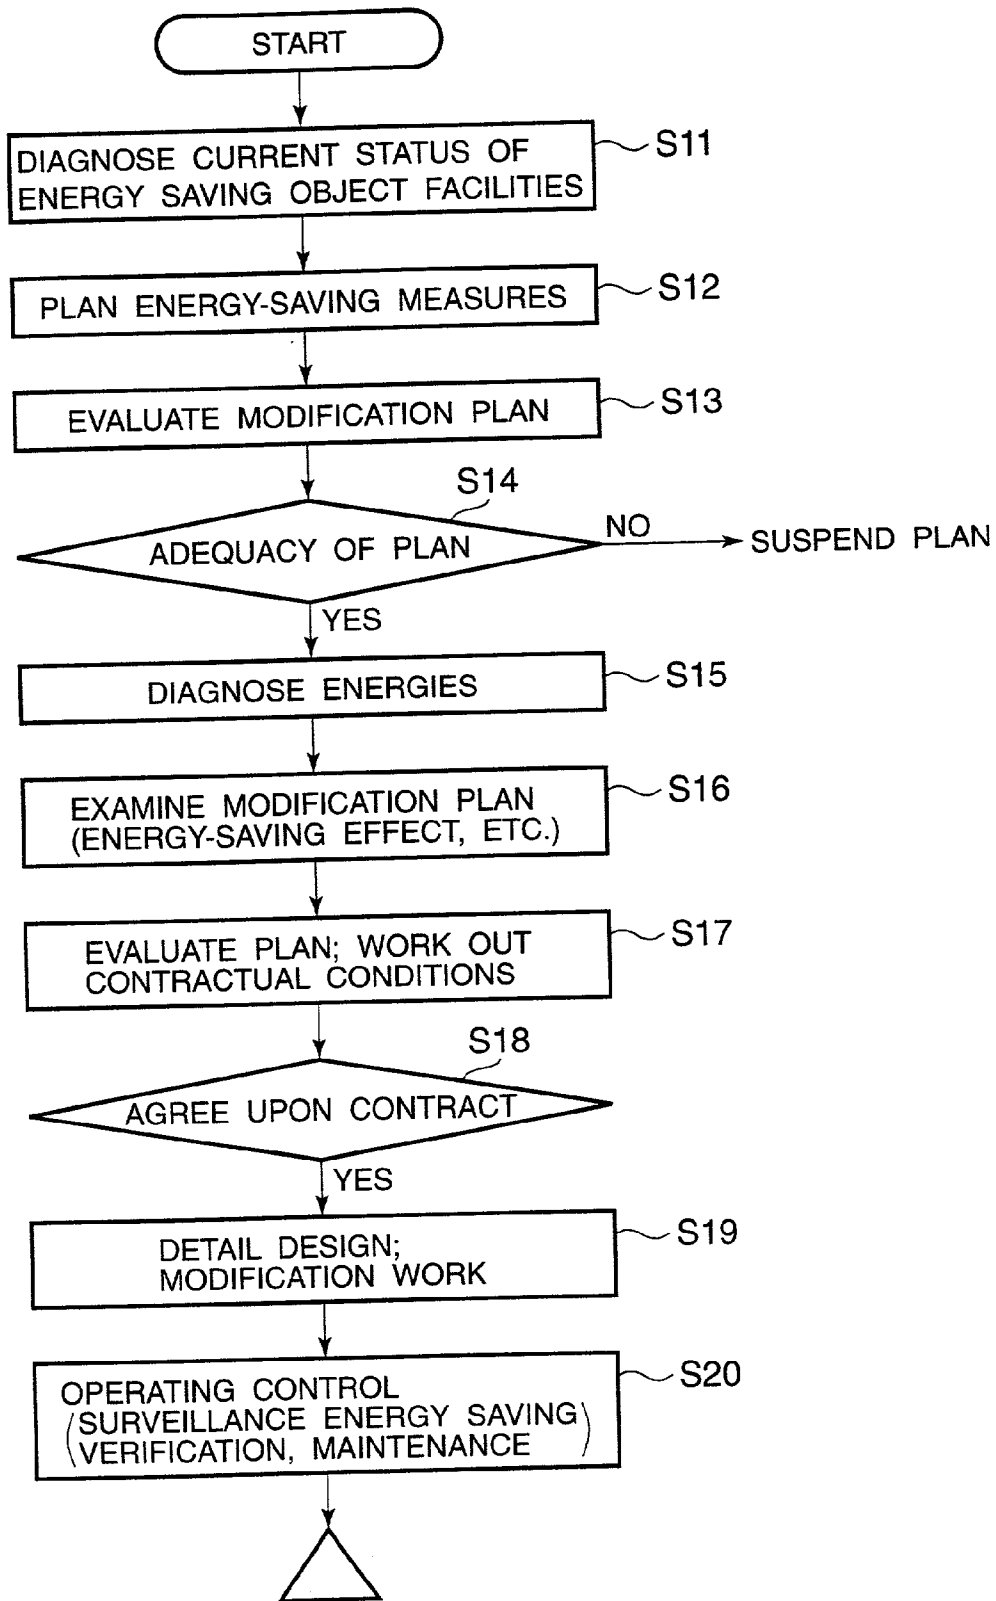 START
DIAGNOSE CURRENT STATUS OF
ENERGY SAVING OBJECT FACILITIES
S11
PLAN ENERGY-SAVING MEASURES
S12
EVALUATE MODIFICATION PLAN
S13
S14
ADEQUACY OF PLAN
NO
SUSPEND PLAN
YES
DIAGNOSE ENERGIES
S15
EXAMINE MODIFICATION PLAN
(ENERGY-SAVING EFFECT, ETC.)
S16
EVALUATE PLAN; WORK OUT
CONTRACTUAL CONDITIONS
S17
S18
AGREE UPON CONTRACT
YES
DETAIL DESIGN;
MODIFICATION WORK
S19
OPERATING CONTROL
(SURVEILLANCE ENERGY SAVING
VERIFICATION, MAINTENANCE)
S20